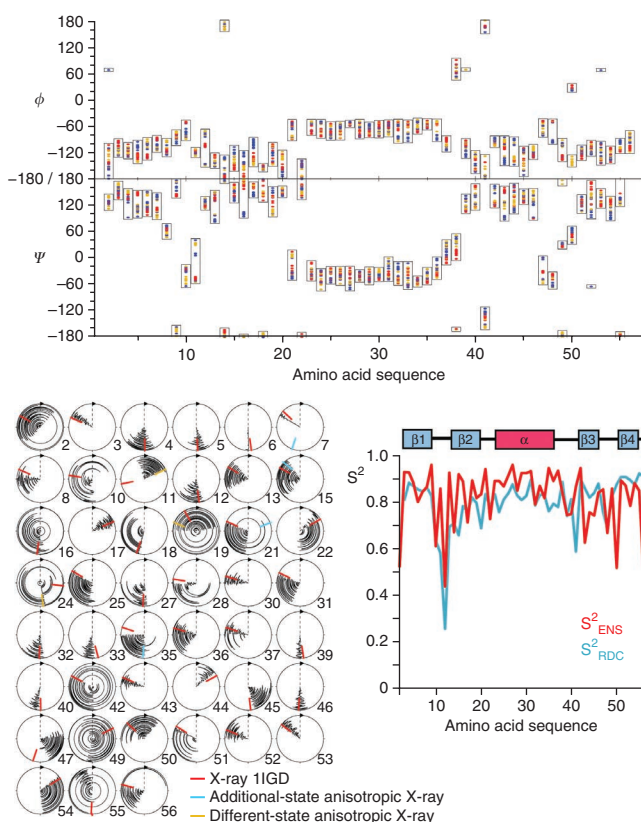 180
120
60
ϕ 0
−60
−120
−180 / 180
120
60
Ψ 0
−60
−120
−180
10 20 30 40 50
Amino acid sequence
2 3 4 5 6 7
8 10 11 12 13 15
16 17 18 19 21 22
24 25 27 28 30 31
32 33 35 36 37 39
40 42 43 44 45 46
47 49 50 51 52 53
54 55 56
X-ray 1IGD
Additional-state anisotropic X-ray
Different-state anisotropic X-ray
β1 β2 α β3 β4
S²
1.0
0.8
0.6
0.4
0.2
0
S²ENS
S²RDC
10 20 30 40 50
Amino acid sequence